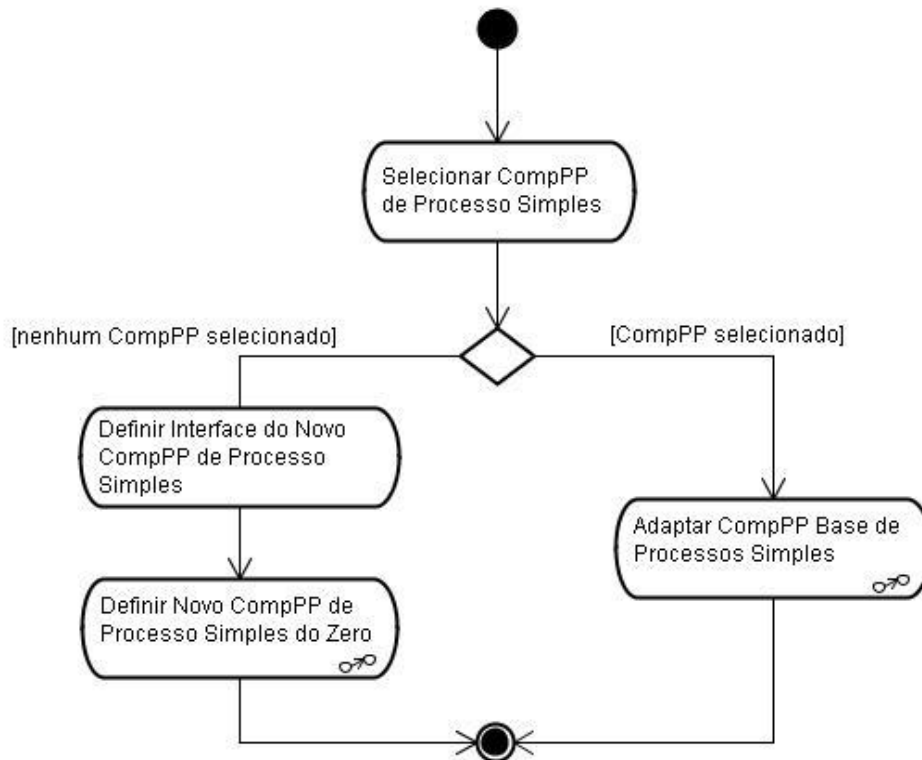 Selecionar CompPP
de Processo Simples
[nenhum CompPP selecionado]
[CompPP selecionado]
Definir Interface do Novo
CompPP de Processo
Simples
Adaptar CompPP Base de
Processos Simples
Definir Novo CompPP de
Processo Simples do Zero